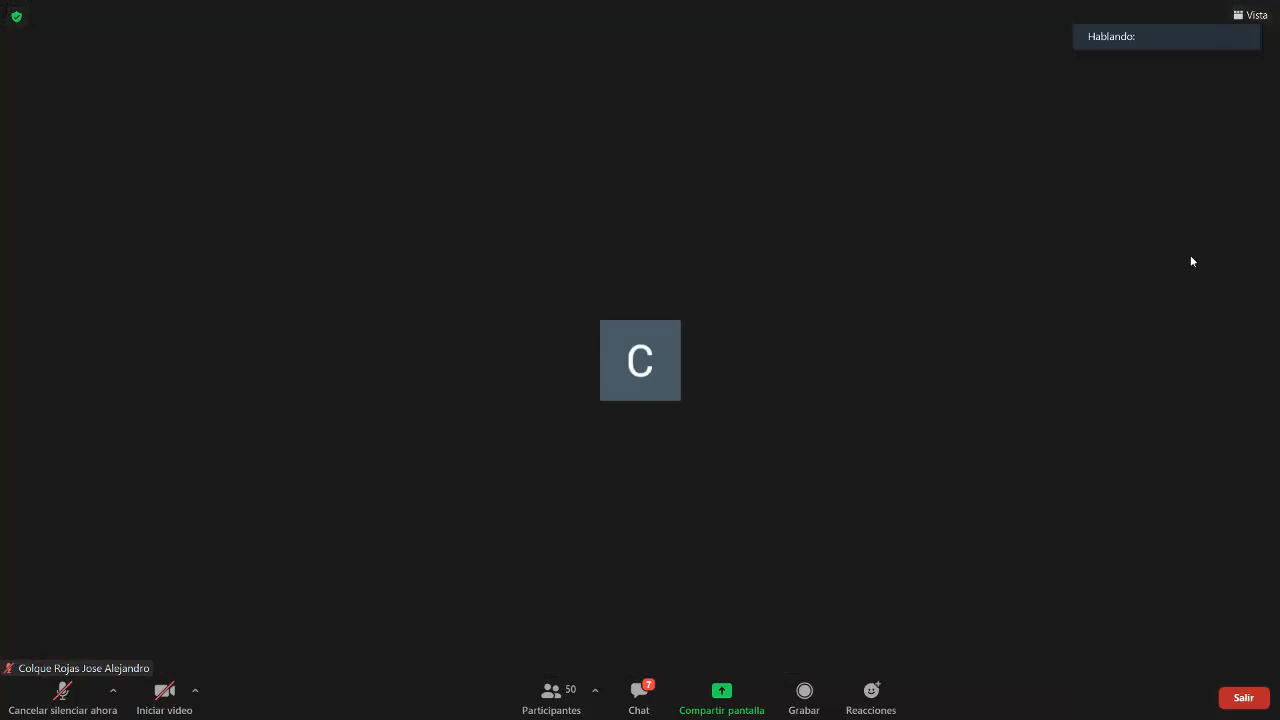 Vista
Hablando:
C
Colque Rojas Jose Alejandro
Cancelar silenciar ahora
Iniciar video
50
Participantes
7
Chat
Compartir pantalla
Grabar
Reacciones
Salir